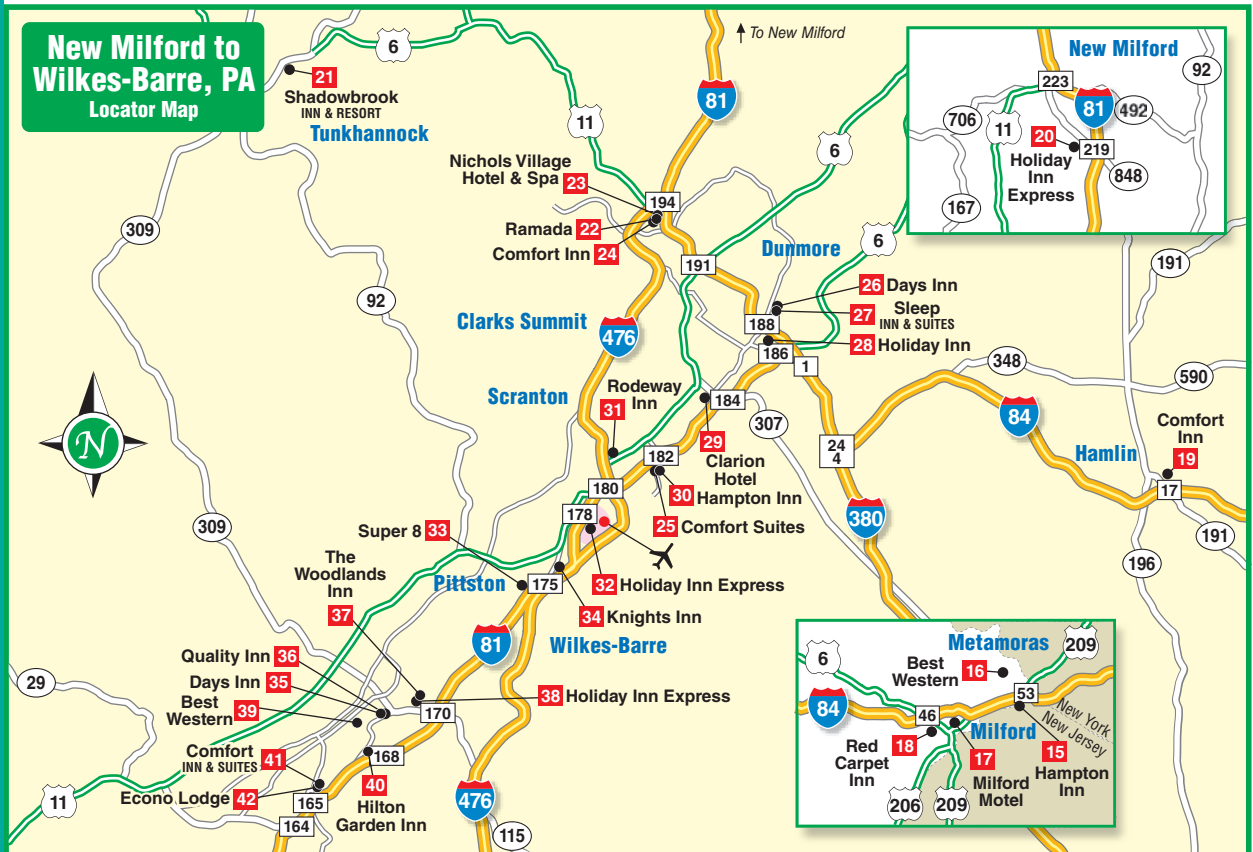 New Milford to
Wilkes-Barre, PA
Locator Map
To New Milford
6
21
Shadowbrook
INN & RESORT
Tunkhannock
11
81
6
Nichols Village
Hotel & Spa 23
194
Ramada 22
Comfort Inn 24
191
Dunmore
6
309
92
26 Days Inn
27 Sleep
INN & SUITES
188
28 Holiday Inn
186
1
Clarks Summit
476
Scranton
Rodeway
Inn
31
184
307
29
Clarion
Hotel
348
590
84
191
Comfort
Inn
19
Hamlin
17
24
4
182
30 Hampton Inn
25 Comfort Suites
180
178
380
191
196
N
309
Super 8 33
The
Woodlands
Inn
37
Pittston
175
32 Holiday Inn Express
34 Knights Inn
81
Wilkes-Barre
Quality Inn 36
Days Inn 35
Best
Western 39
38 Holiday Inn Express
170
29
Comfort
INN & SUITES 41
168
40
Hilton
Garden Inn
Econo Lodge 42
165
164
11
476
115
New Milford
92
223
81
492
706
11
20
Holiday
Inn
Express
219
848
167
Metamoras
209
6
Best
Western 16
53
84
46
New York
New Jersey
Milford
18
Red
Carpet
Inn
17
Milford
Motel
15
Hampton
Inn
206
209